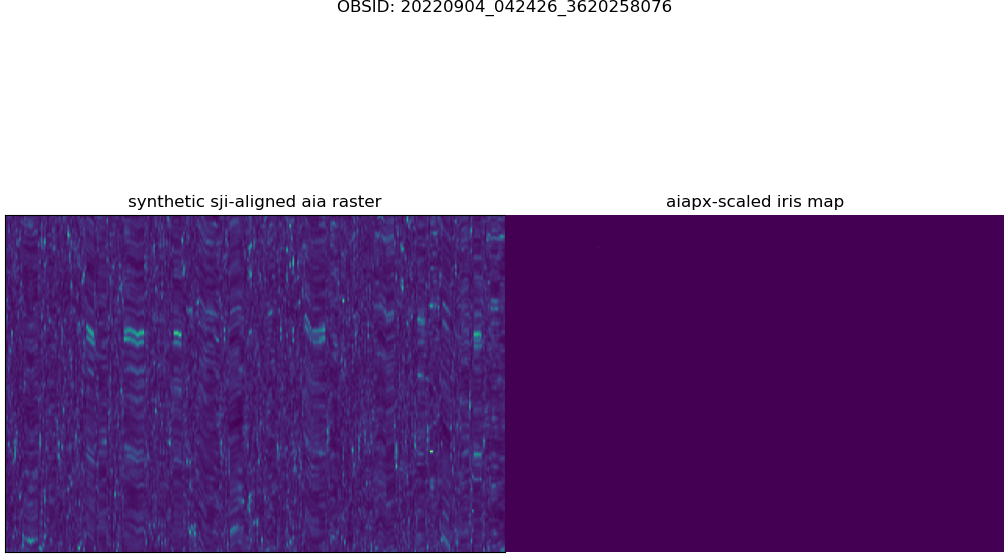 OBSID: 20220904_042426_3620258076
synthetic sji-aligned aia raster
aiapx-scaled iris map